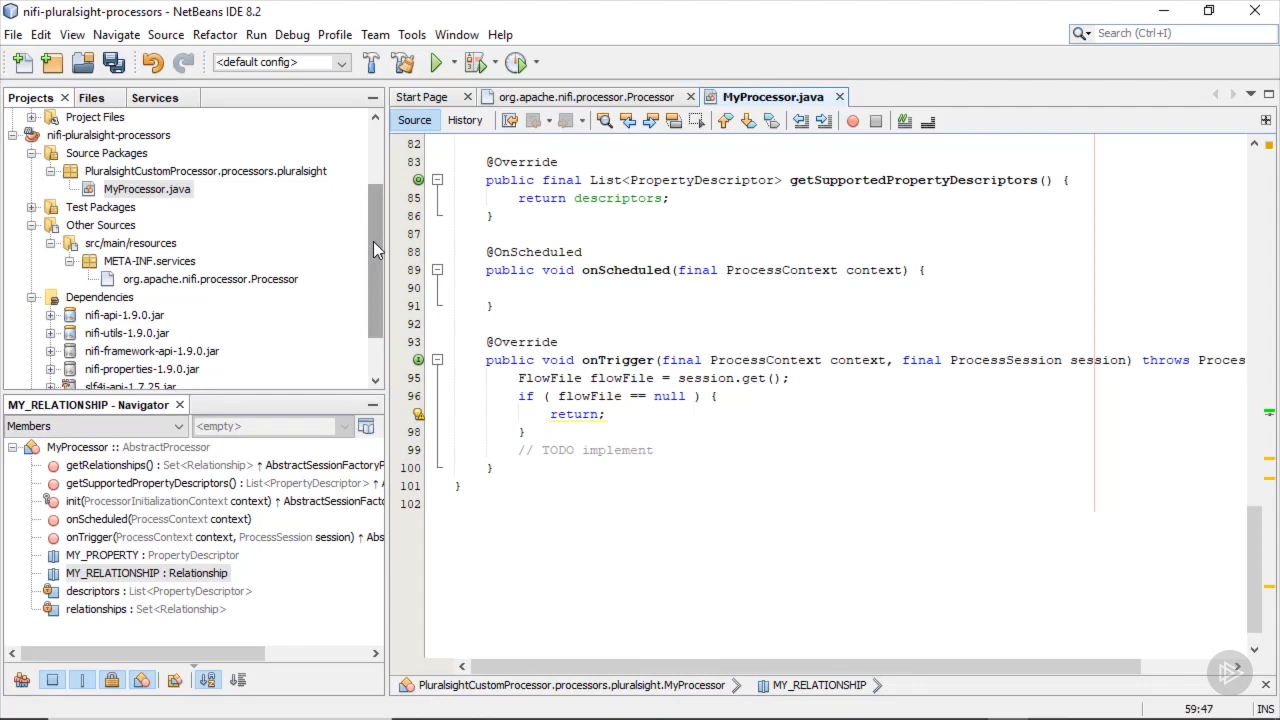 nifi-pluralsight-processors - NetBeans IDE 8.2
File Edit View Navigate Source Refactor Run Debug Profile Team Tools Window Help
Search (Ctrl+I)
<default config>
Projects Files Services
Project Files
nifi-pluralsight-processors
Source Packages
PluralsightCustomProcessor.processors.pluralsight
MyProcessor.java
Test Packages
Other Sources
src/main/resources
META-INF.services
org.apache.nifi.processor.Processor
Dependencies
nifi-api-1.9.0.jar
nifi-utils-1.9.0.jar
nifi-framework-api-1.9.0.jar
nifi-properties-1.9.0.jar
slf4j-api-1.7.25.jar
MY_RELATIONSHIP - Navigator
Members <empty>
MyProcessor :: AbstractProcessor
getRelationships() : Set<Relationship> ↑ AbstractSessionFactoryP
getSupportedPropertyDescriptors() : List<PropertyDescriptor> ↑
init(ProcessorInitializationContext context) ↑ AbstractSessionFacto
onScheduled(ProcessContext context)
onTrigger(ProcessContext context, ProcessSession session) ↑ Abs
MY_PROPERTY : PropertyDescriptor
MY_RELATIONSHIP : Relationship
descriptors : List<PropertyDescriptor>
relationships : Set<Relationship>
Start Page org.apache.nifi.processor.Processor MyProcessor.java
Source History
82
83 @Override
public final List<PropertyDescriptor> getSupportedPropertyDescriptors() {
85 return descriptors;
86 }
87
88 @OnScheduled
89 public void onScheduled(final ProcessContext context) {
90
91 }
92
93 @Override
public void onTrigger(final ProcessContext context, final ProcessSession session) throws Proces
95 FlowFile flowFile = session.get();
96 if ( flowFile == null ) {
return;
98 }
99 // TODO implement
100 }
101 }
102
PluralsightCustomProcessor.processors.pluralsight.MyProcessor MY_RELATIONSHIP
59:47 INS